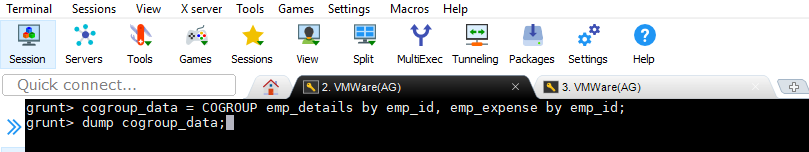 Terminal Sessions View X server Tools Games Settings Macros Help
Session Servers Tools Games Sessions View Split MultiExec Tunneling Packages Settings Help
Quick connect... 2. VMWare(AG) 3. VMWare(AG)
grunt> cogroup_data = COGROUP emp_details by emp_id, emp_expense by emp_id;
grunt> dump cogroup_data;